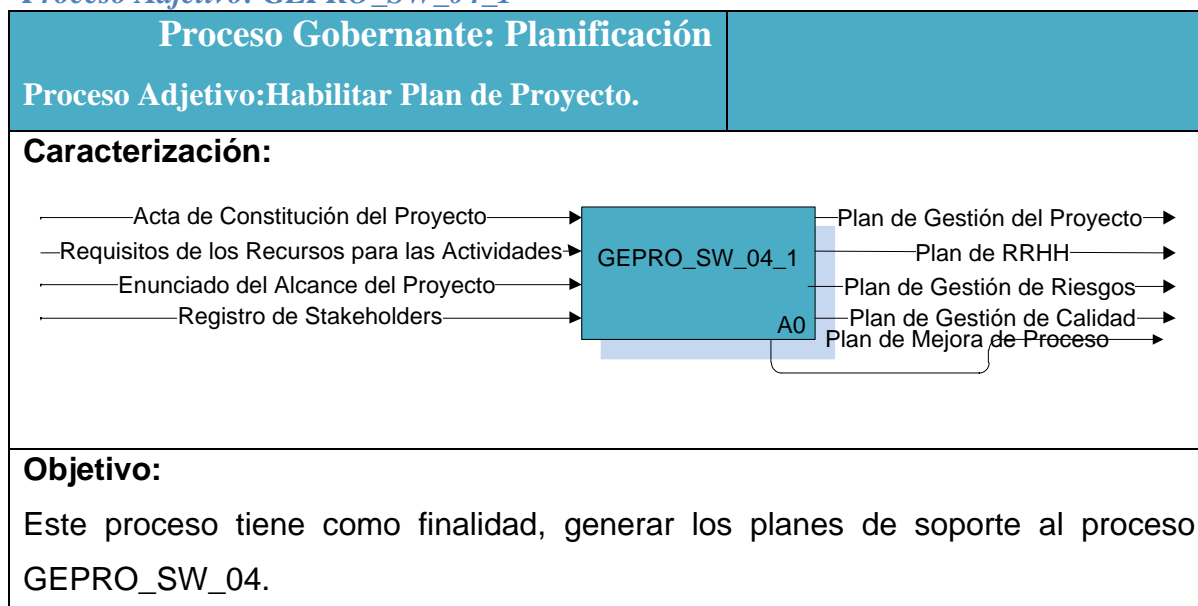 Proceso Adjetivo: GEPRO_SW_04_1
Proceso Gobernante: Planificación
Proceso Adjetivo:Habilitar Plan de Proyecto.
Caracterización:
Acta de Constitución del Proyecto
Requisitos de los Recursos para las Actividades
Enunciado del Alcance del Proyecto
Registro de Stakeholders
GEPRO_SW_04_1
A0
Plan de Gestión del Proyecto
Plan de RRHH
Plan de Gestión de Riesgos
Plan de Gestión de Calidad
Plan de Mejora de Proceso
Objetivo:
Este proceso tiene como finalidad, generar los planes de soporte al proceso
GEPRO_SW_04.